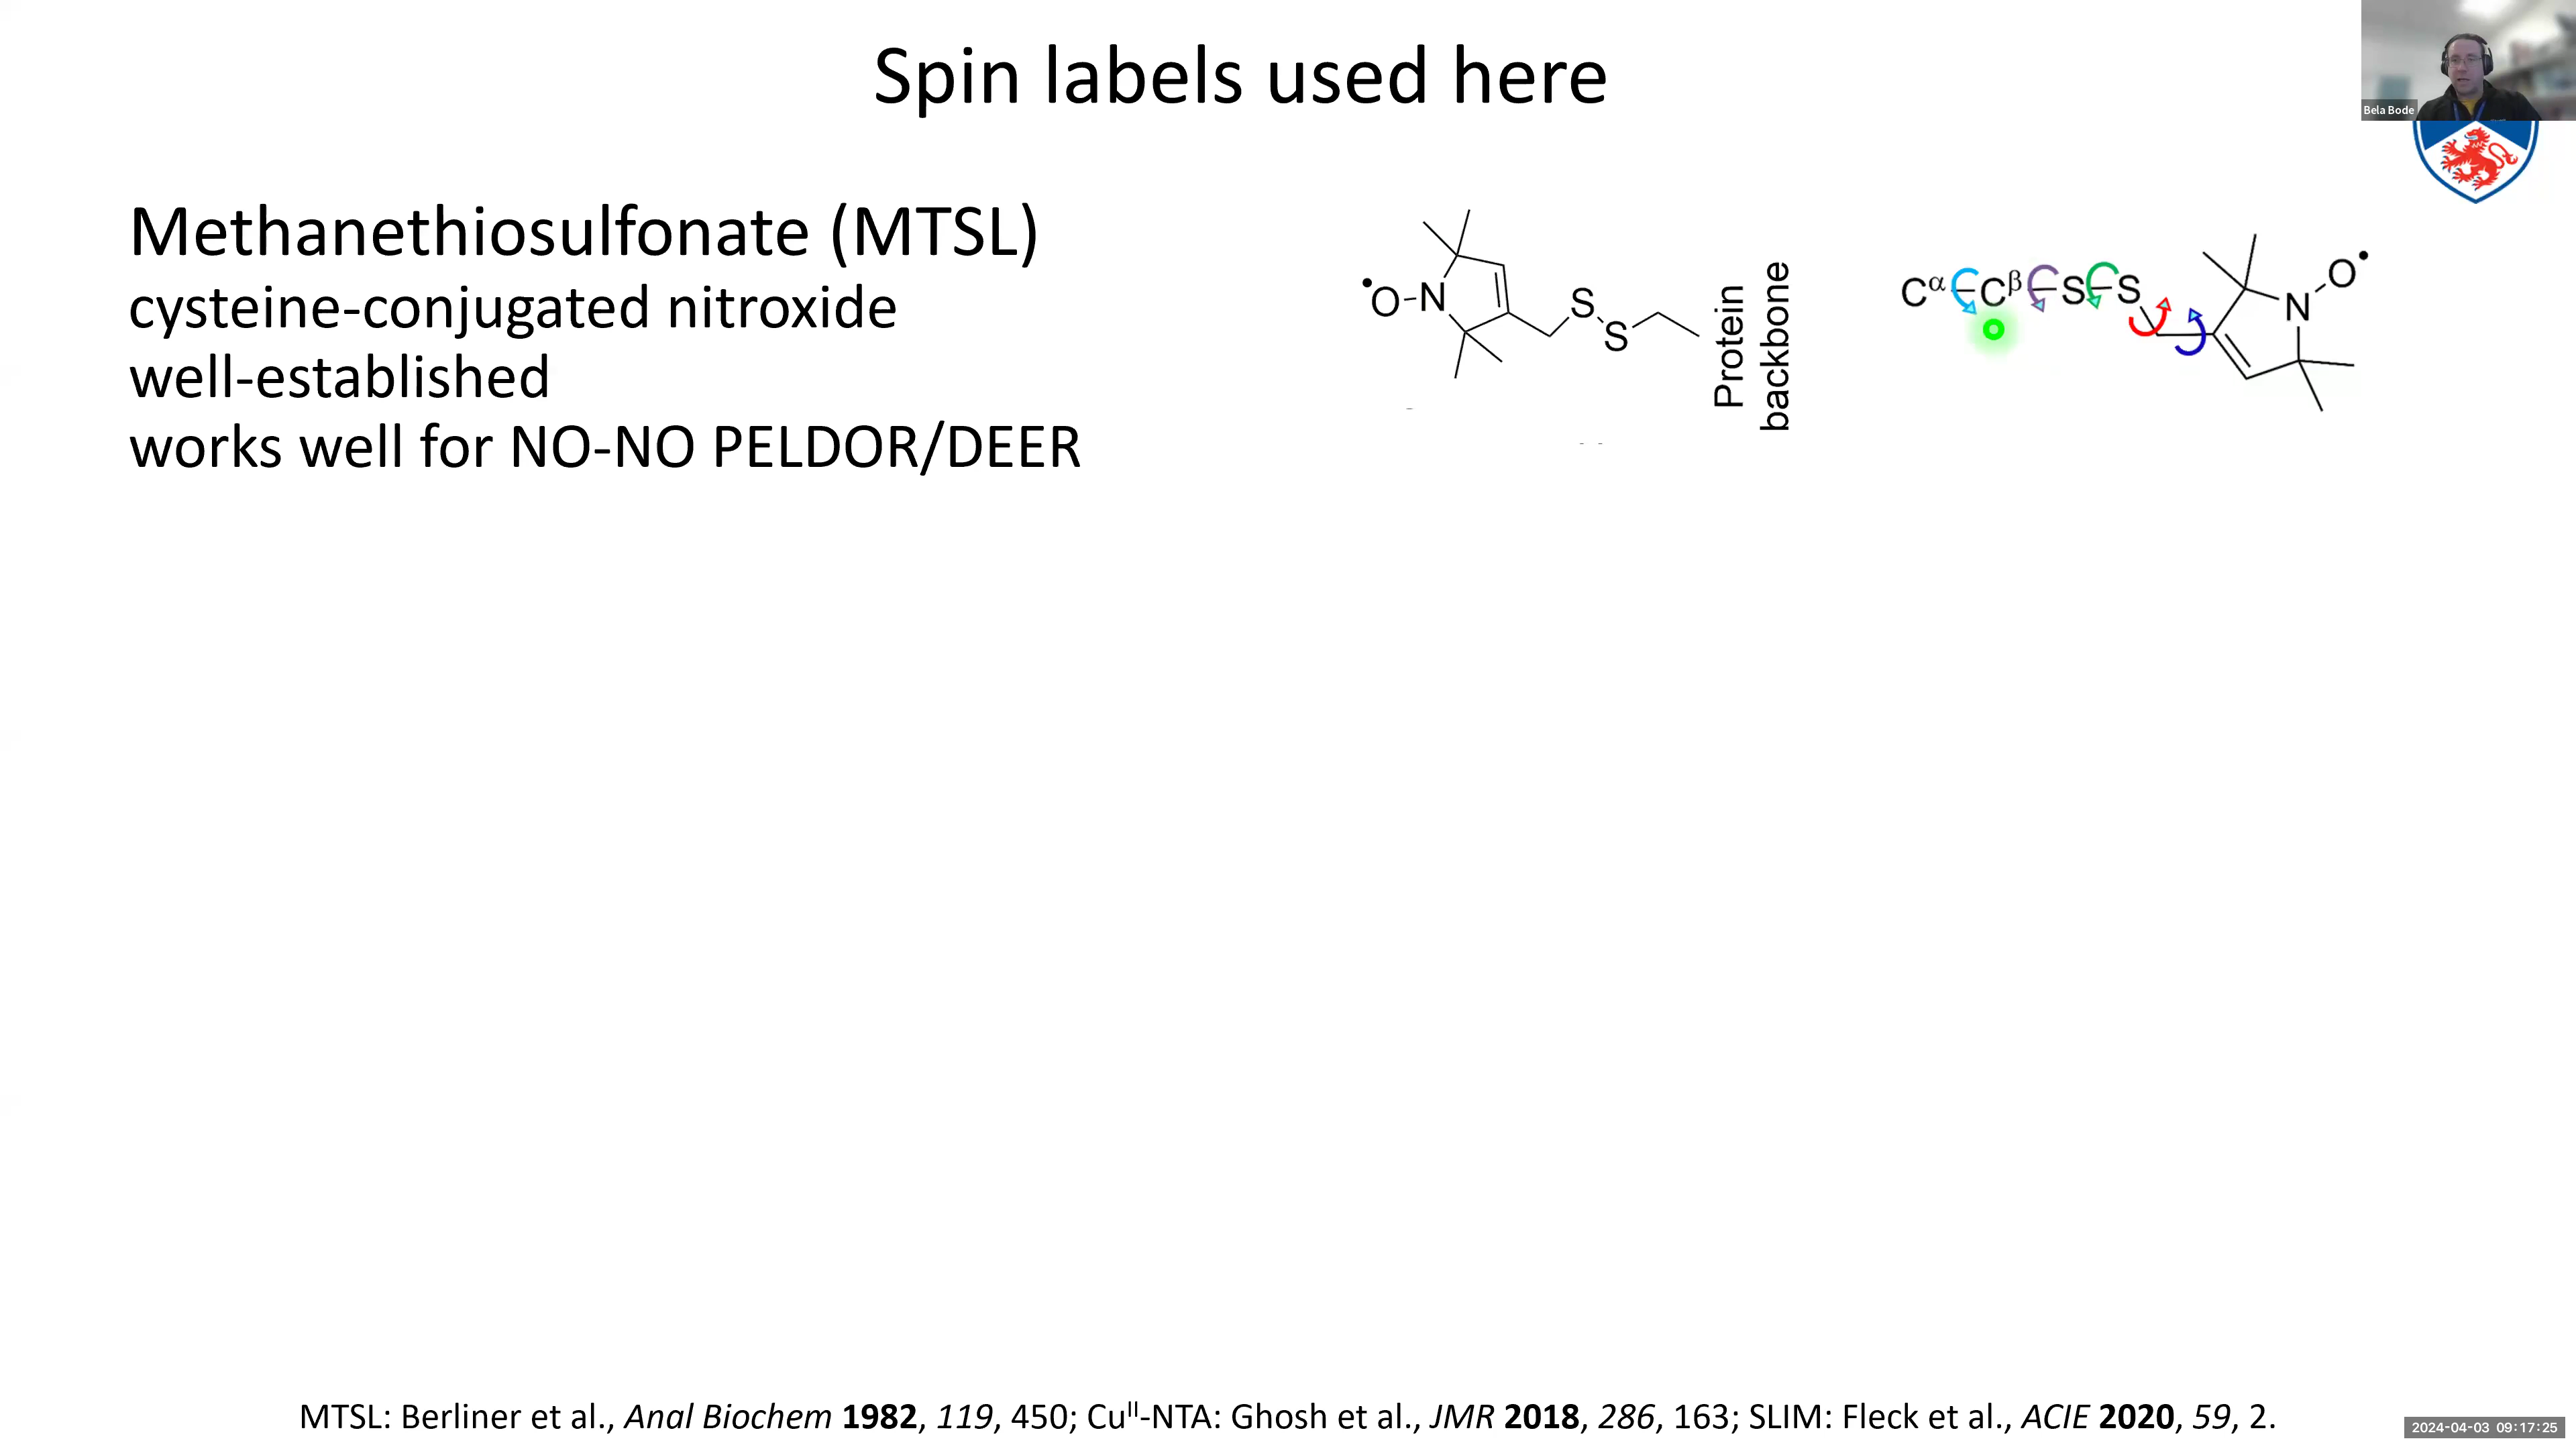 Spin labels used here
Bela Bode
Methanethiosulfonate (MTSL)
cysteine-conjugated nitroxide
well-established
works well for NO-NO PELDOR/DEER
•O-N
S
S
Protein
backbone
Cα-Cβ-S-S
N-O•
MTSL: Berliner et al., Anal Biochem 1982, 119, 450; Cuᴵᴵ-NTA: Ghosh et al., JMR 2018, 286, 163; SLIM: Fleck et al., ACIE 2020, 59, 2.
2024-04-03 09:17:25